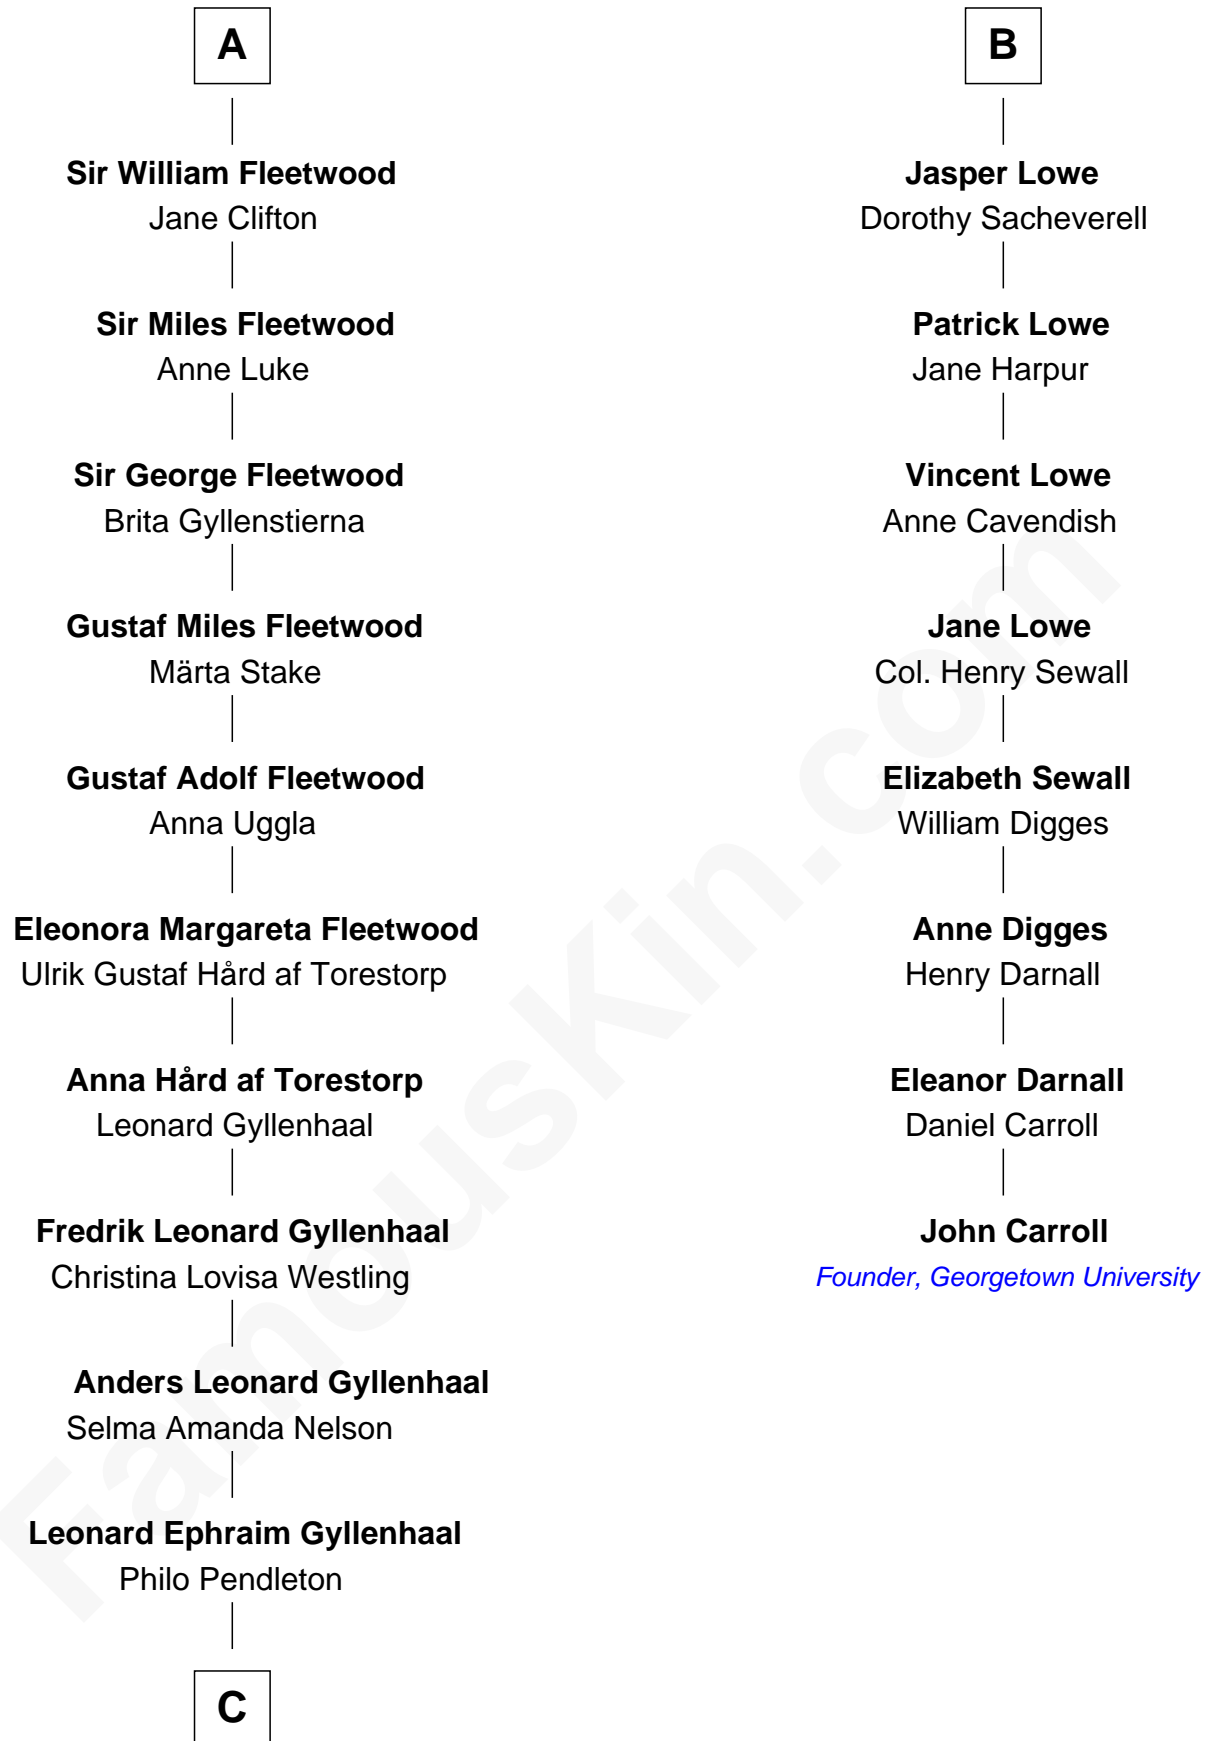 A
Sir William Fleetwood
Jane Clifton
Sir Miles Fleetwood
Anne Luke
Sir George Fleetwood
Brita Gyllenstierna
Gustaf Miles Fleetwood
Märta Stake
Gustaf Adolf Fleetwood
Anna Uggla
Eleonora Margareta Fleetwood
Ulrik Gustaf Hård af Torestorp
Anna Hård af Torestorp
Leonard Gyllenhaal
Fredrik Leonard Gyllenhaal
Christina Lovisa Westling
Anders Leonard Gyllenhaal
Selma Amanda Nelson
Leonard Ephraim Gyllenhaal
Philo Pendleton
C
B
Jasper Lowe
Dorothy Sacheverell
Patrick Lowe
Jane Harpur
Vincent Lowe
Anne Cavendish
Jane Lowe
Col. Henry Sewall
Elizabeth Sewall
William Digges
Anne Digges
Henry Darnall
Eleanor Darnall
Daniel Carroll
John Carroll
Founder, Georgetown University
FamousKin.com